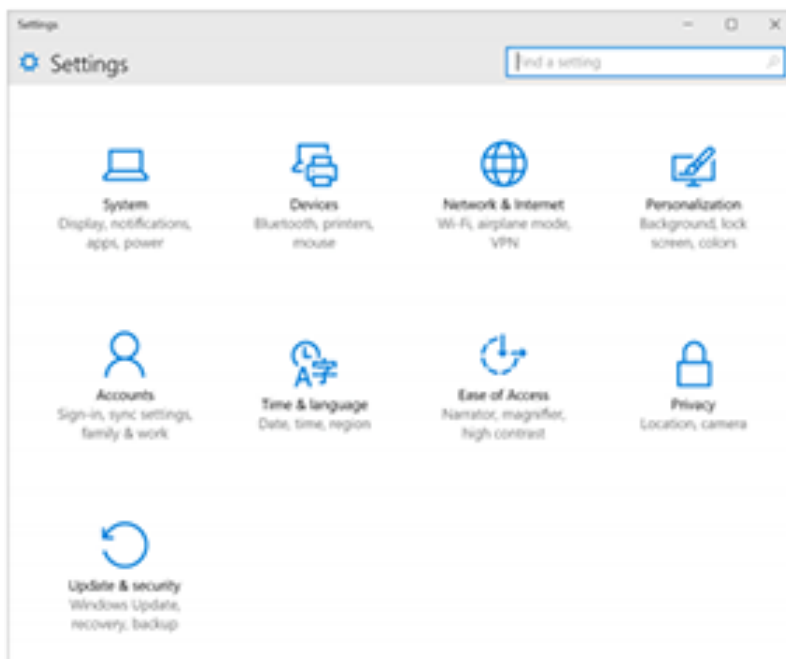 Settings
Settings
Find a setting
System
Display, notifications,
apps, power
Devices
Bluetooth, printers,
mouse
Network & Internet
Wi-Fi, airplane mode,
VPN
Personalization
Background, lock
screen, colors
Accounts
Sign-in, sync settings,
family & work
A字
Time & language
Date, time, region
Ease of Access
Narrator, magnifier,
high contrast
Privacy
Location, camera
Update & security
Windows Update,
recovery, backup